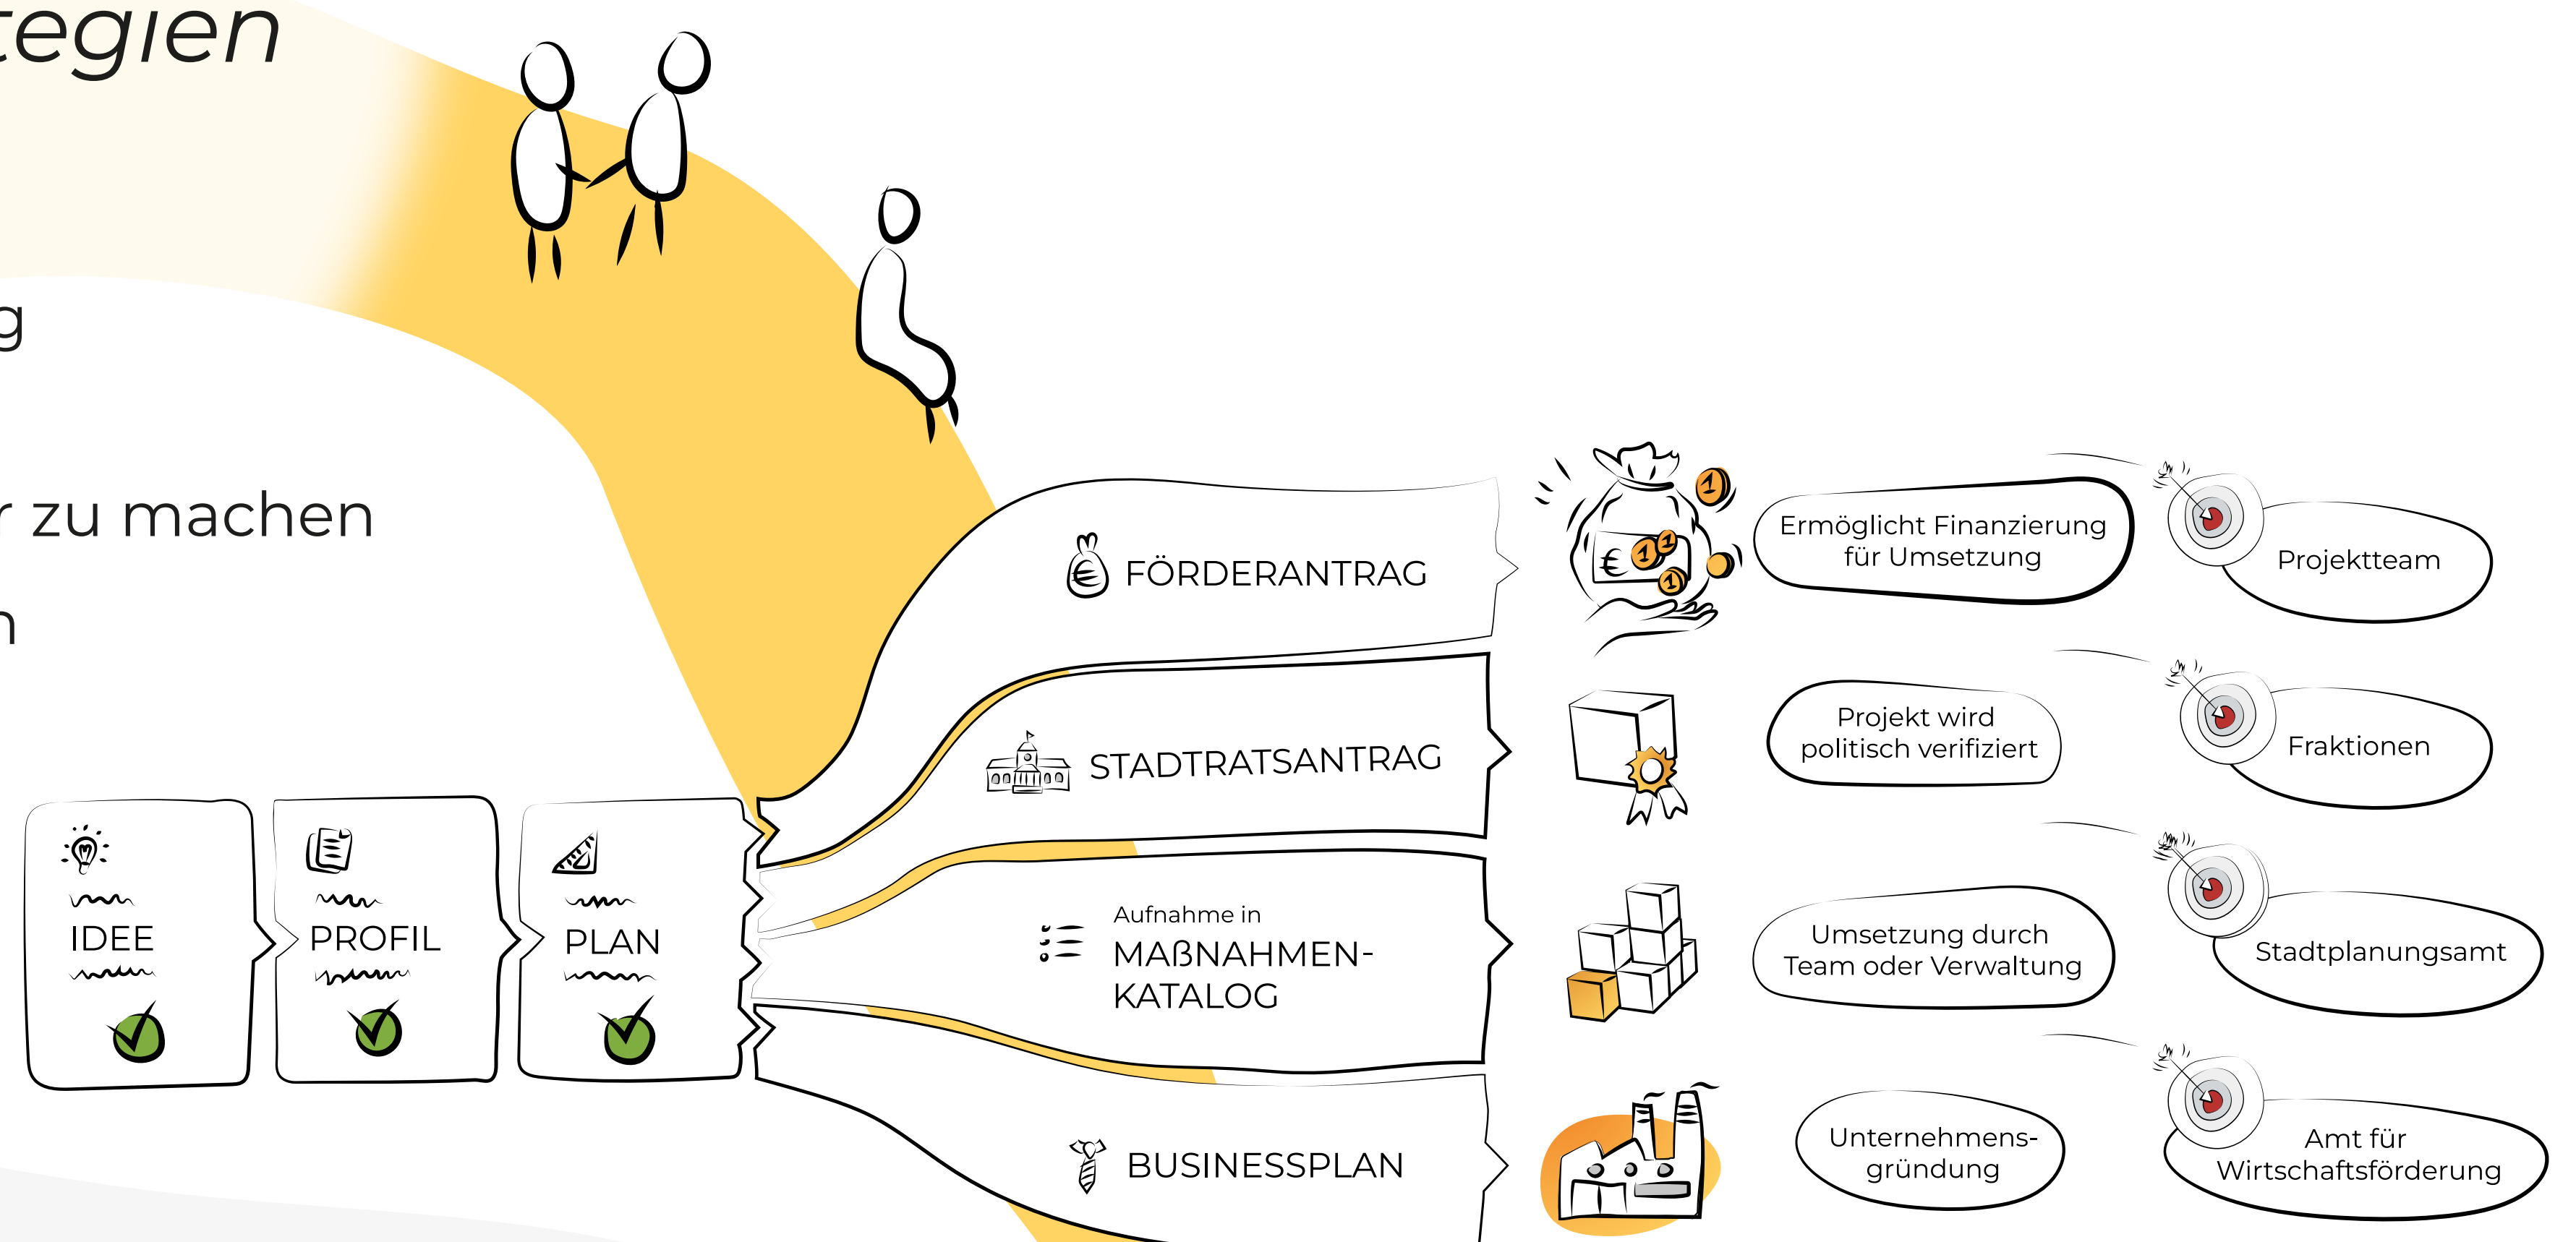 tegien
g
r zu machen
n
IDEE
PROFIL
PLAN
FÖRDERANTRAG
Ermöglicht Finanzierung
für Umsetzung
Projektteam
STADTRATSANTRAG
Projekt wird
politisch verifiziert
Fraktionen
Aufnahme in
MAßNAHMEN-
KATALOG
Umsetzung durch
Team oder Verwaltung
Stadtplanungsamt
BUSINESSPLAN
Unternehmens-
gründung
Amt für
Wirtschaftsförderung